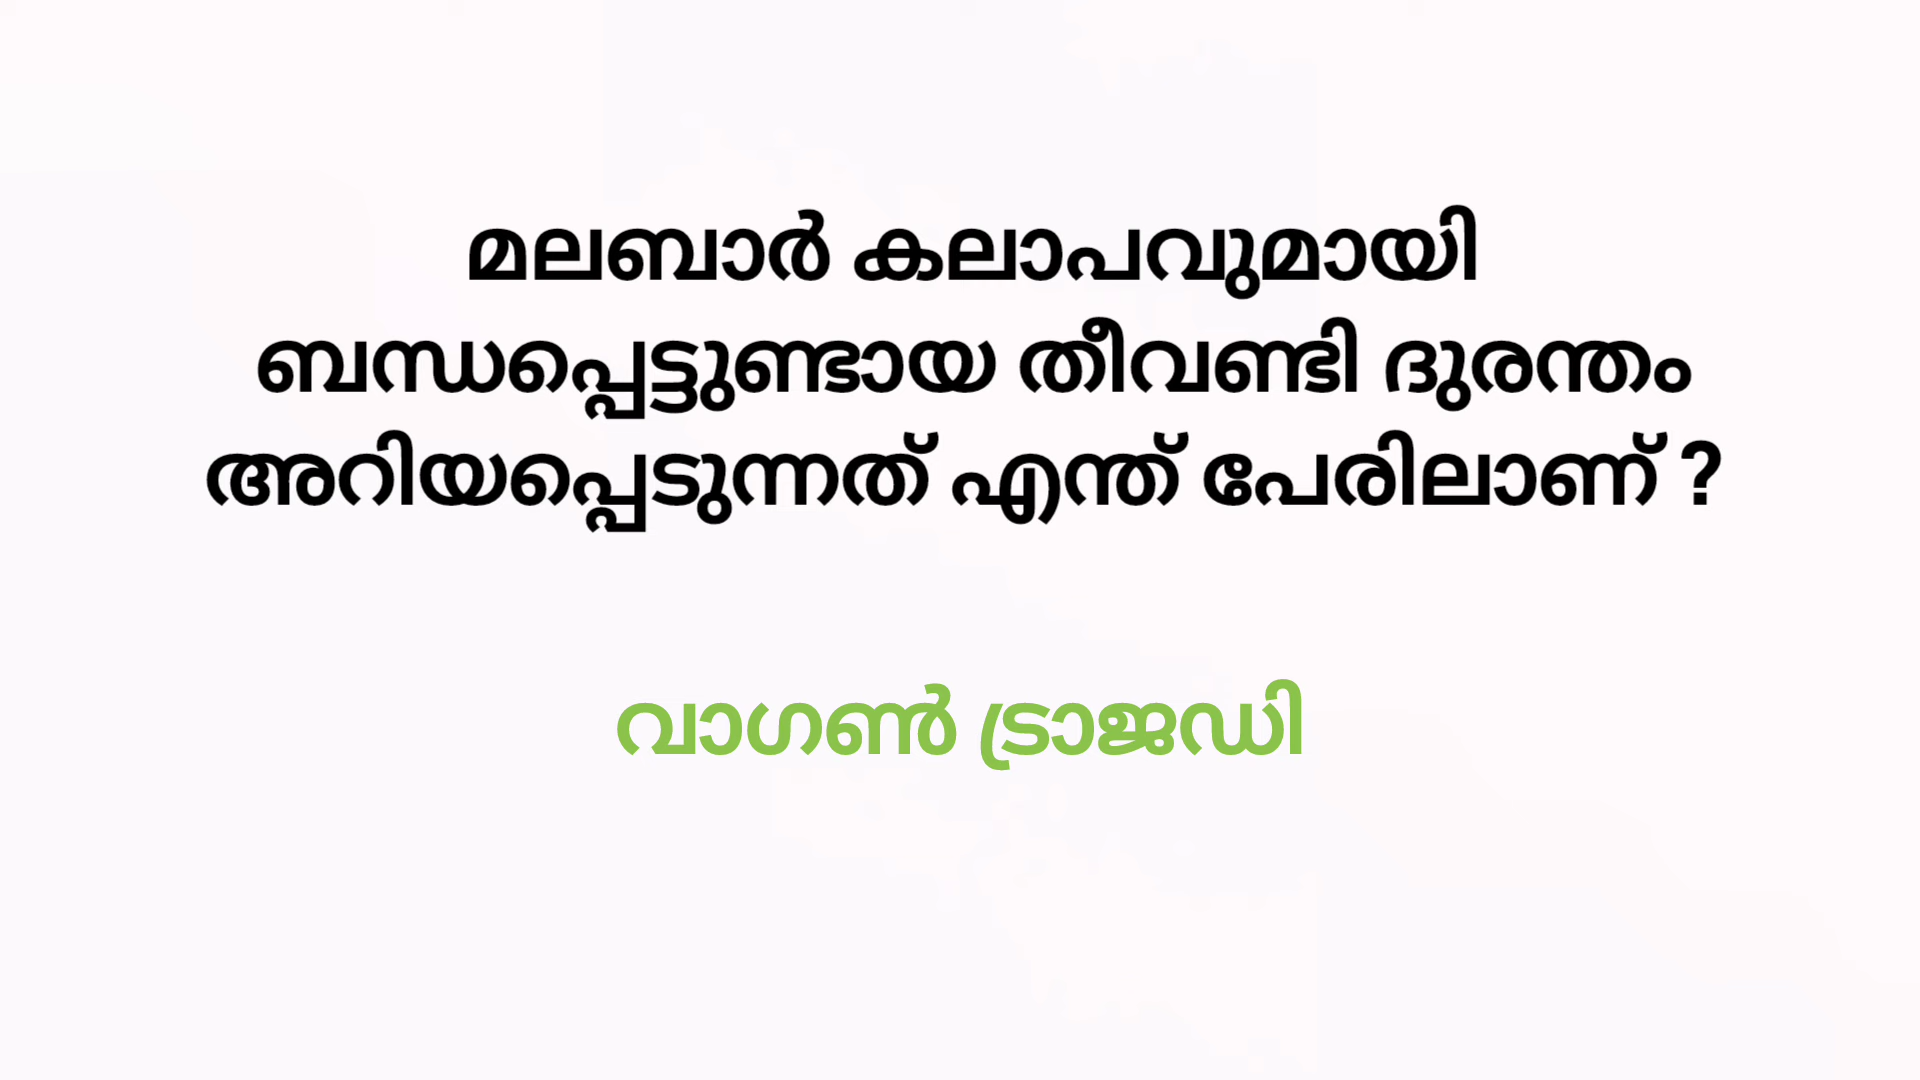 മലബാർ കലാപവുമായി
ബന്ധപ്പെട്ടുണ്ടായ തീവണ്ടി ദുരന്തം
അറിയപ്പെടുന്നത് എന്ത് പേരിലാണ് ?
വാഗൺ ട്രാജഡി